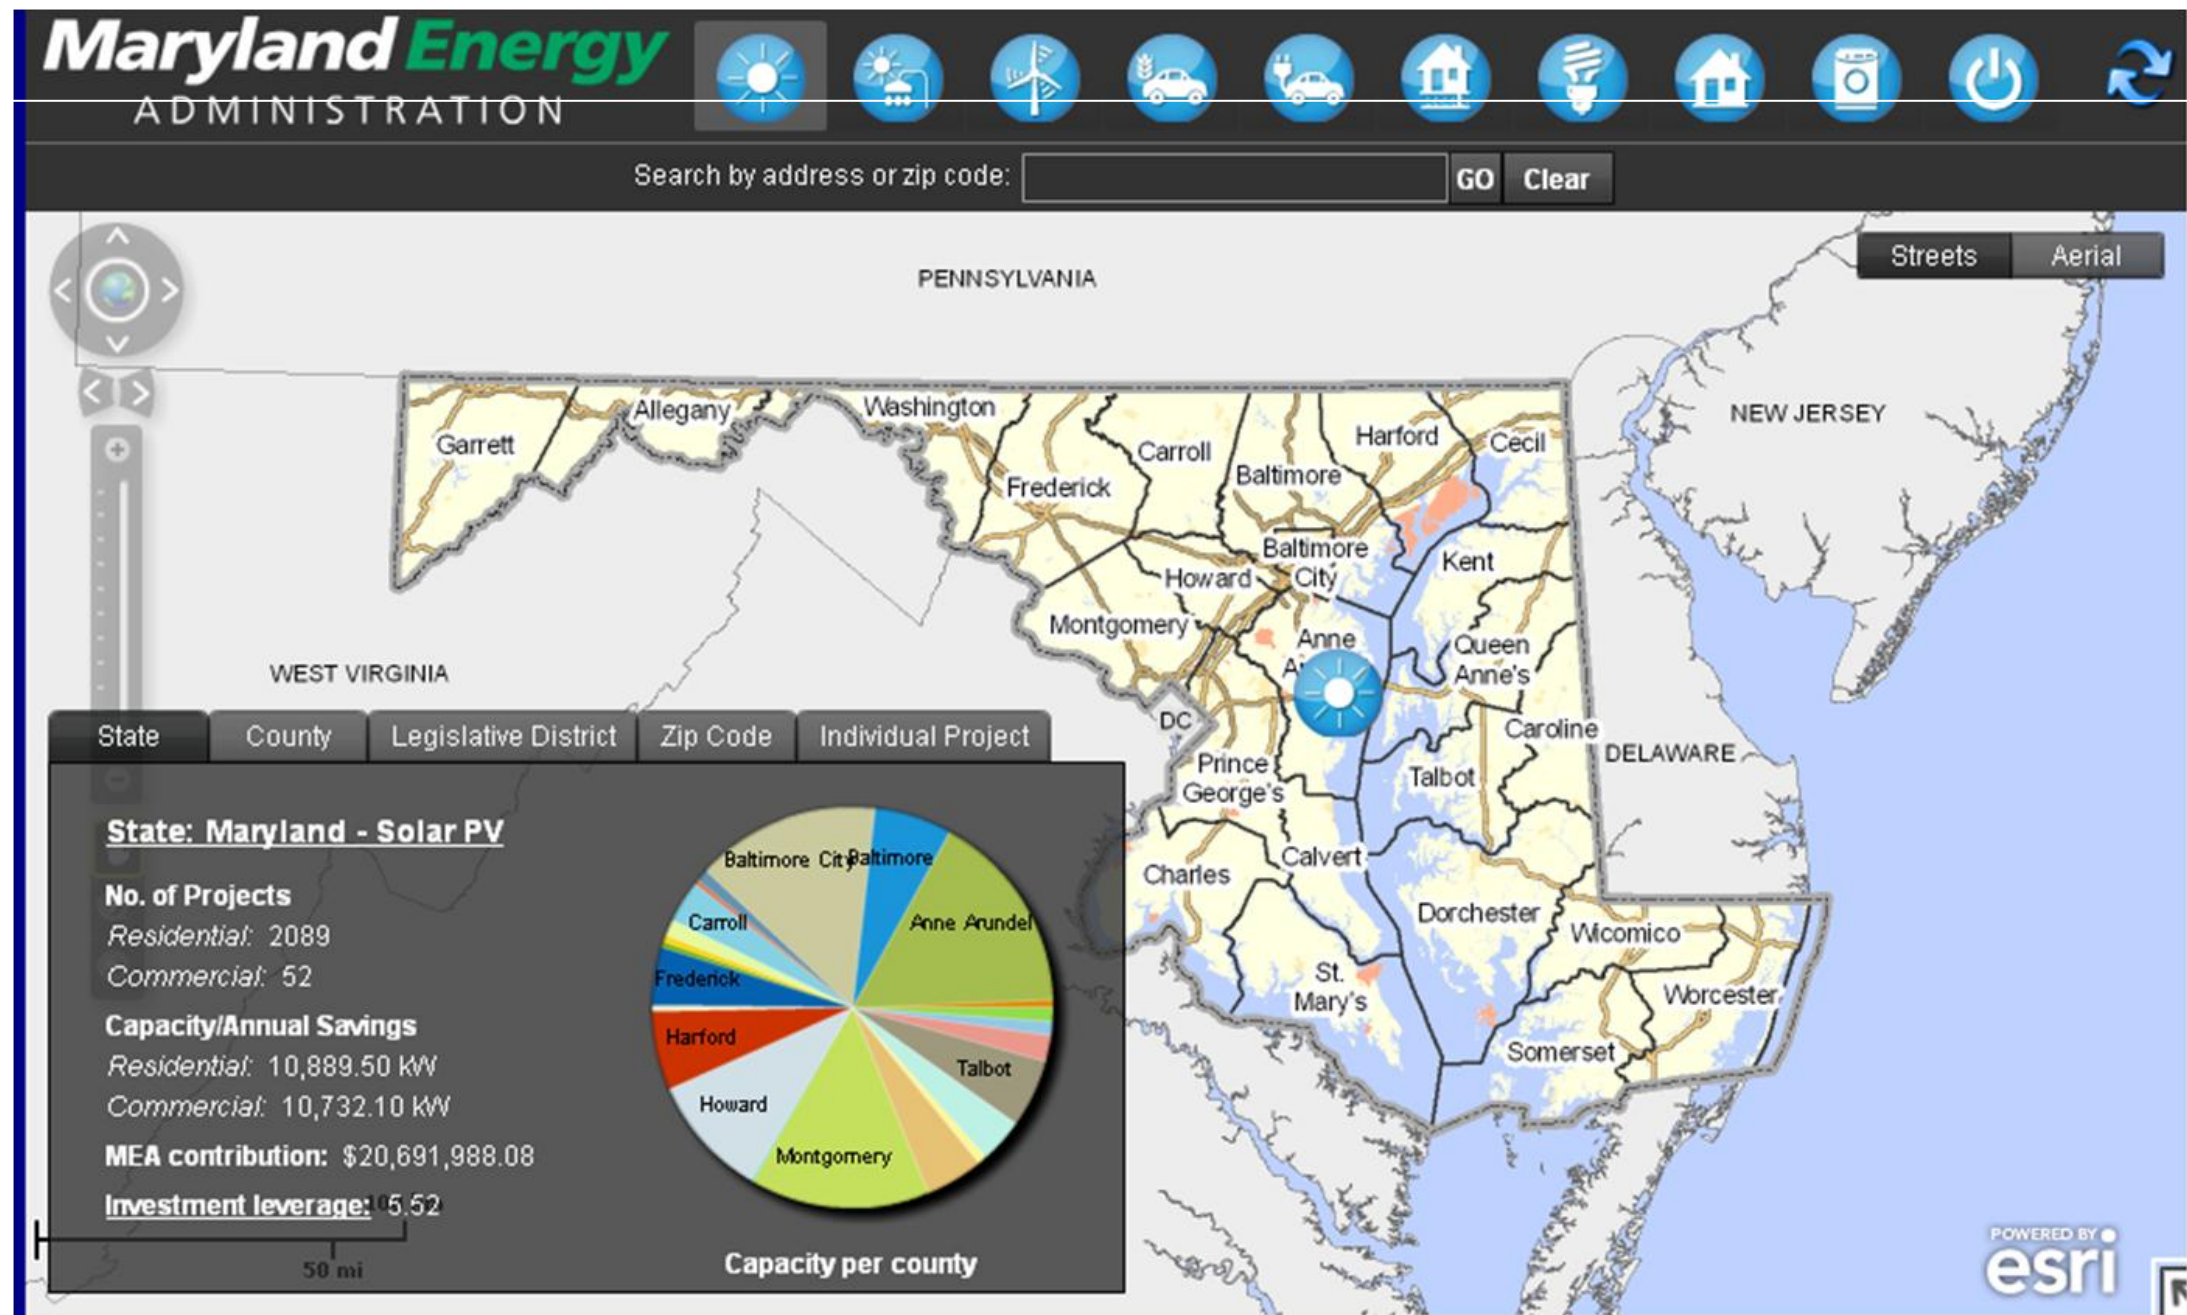 Maryland Energy
ADMINISTRATION
Search by address or zip code:
GO
Clear
Streets
Aerial
PENNSYLVANIA
NEW JERSEY
WEST VIRGINIA
DELAWARE
DC
Garrett
Allegany
Washington
Frederick
Carroll
Baltimore
Harford
Cecil
Baltimore
City
Howard
Kent
Montgomery
Anne
Queen
Anne's
Caroline
Prince
George's
Talbot
Charles
Calvert
Dorchester
Wicomico
St.
Mary's
Worcester
Somerset
State
County
Legislative District
Zip Code
Individual Project
State: Maryland - Solar PV
No. of Projects
Residential: 2089
Commercial: 52
Capacity/Annual Savings
Residential: 10,889.50 kW
Commercial: 10,732.10 kW
MEA contribution: $20,691,988.08
Investment leverage: 5.52
50 mi
Baltimore City
Baltimore
Anne Arundel
Carroll
Frederick
Harford
Talbot
Howard
Montgomery
Capacity per county
POWERED BY
esri